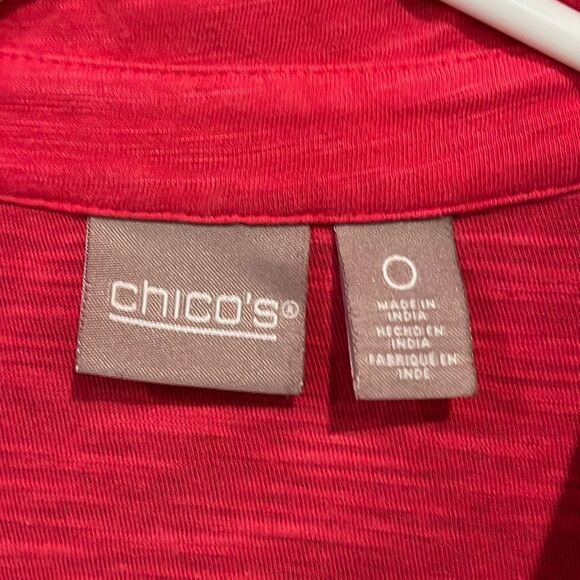 chico's®
0
MADE IN
INDIA
HECHO EN
INDIA
FABRIQUÉ EN
INDE